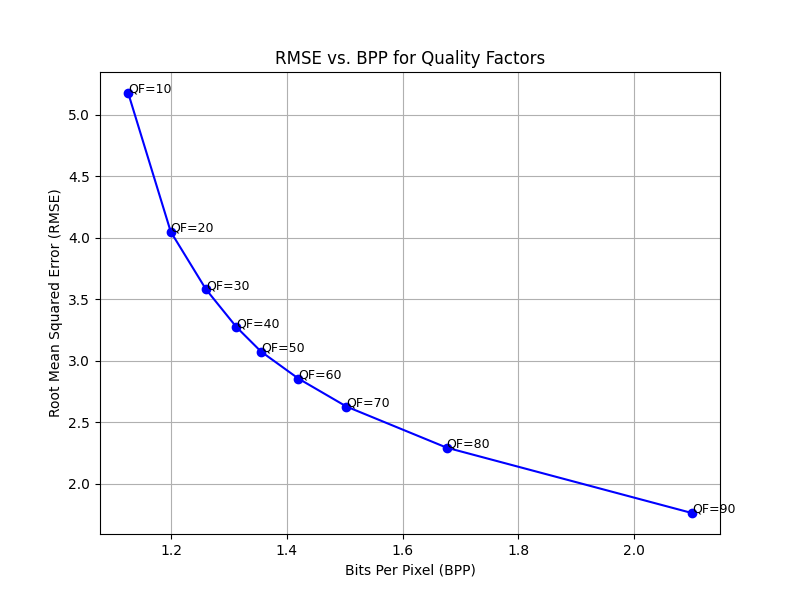 RMSE vs. BPP for Quality Factors
Root Mean Squared Error (RMSE)
5.0
4.5
4.0
3.5
3.0
2.5
2.0
QF=10
QF=20
QF=30
QF=40
QF=50
QF=60
QF=70
QF=80
QF=90
1.2 1.4 1.6 1.8 2.0
Bits Per Pixel (BPP)